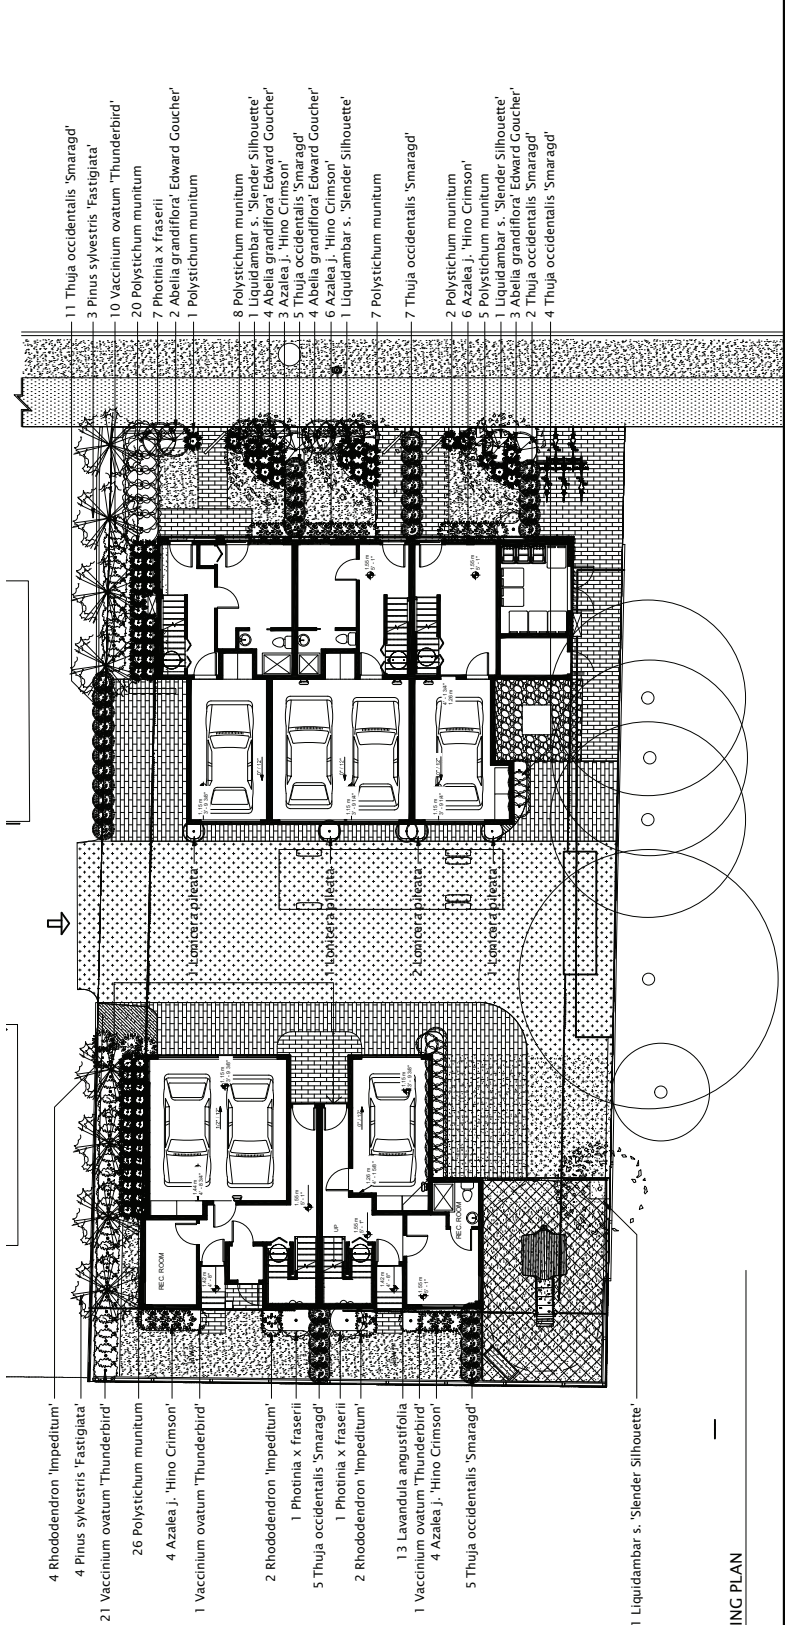 11 Thuja occidentalis 'Smaragd'
3 Pinus sylvestris 'Fastigiata'
10 Vaccinium ovatum 'Thunderbird'
20 Polystichum munitum
7 Photinia x fraserii
2 Abelia grandiflora' Edward Goucher'
1 Polystichum munitum
8 Polystichum munitum
1 Liquidambar s. 'Slender Silhouette'
4 Abelia grandiflora' Edward Goucher'
3 Azalea j. 'Hino Crimson'
5 Thuja occidentalis 'Smaragd'
4 Abelia grandiflora' Edward Goucher'
6 Azalea j. 'Hino Crimson'
1 Liquidambar s. 'Slender Silhouette'
7 Polystichum munitum
7 Thuja occidentalis 'Smaragd'
2 Polystichum munitum
6 Azalea j. 'Hino Crimson'
5 Polystichum munitum
1 Liquidambar s. 'Slender Silhouette'
3 Abelia grandiflora' Edward Goucher'
2 Thuja occidentalis 'Smaragd'
4 Thuja occidentalis 'Smaragd'
1 Lonicera pileata
1 Lonicera pileata
2 Lonicera pileata
1 Lonicera pileata
REC. ROOM
UP
REC. ROOM
4 Rhododendron 'Impeditum'
4 Pinus sylvestris 'Fastigiata'
21 Vaccinium ovatum 'Thunderbird'
26 Polystichum munitum
4 Azalea j. 'Hino Crimson'
1 Vaccinium ovatum 'Thunderbird'
2 Rhododendron 'Impeditum'
1 Photinia x fraserii
5 Thuja occidentalis 'Smaragd'
1 Photinia x fraserii
2 Rhododendron 'Impeditum'
13 Lavandula angustifolia
1 Vaccinium ovatum 'Thunderbird'
4 Azalea j. 'Hino Crimson'
5 Thuja occidentalis 'Smaragd'
1 Liquidambar s. 'Slender Silhouette'
ING PLAN